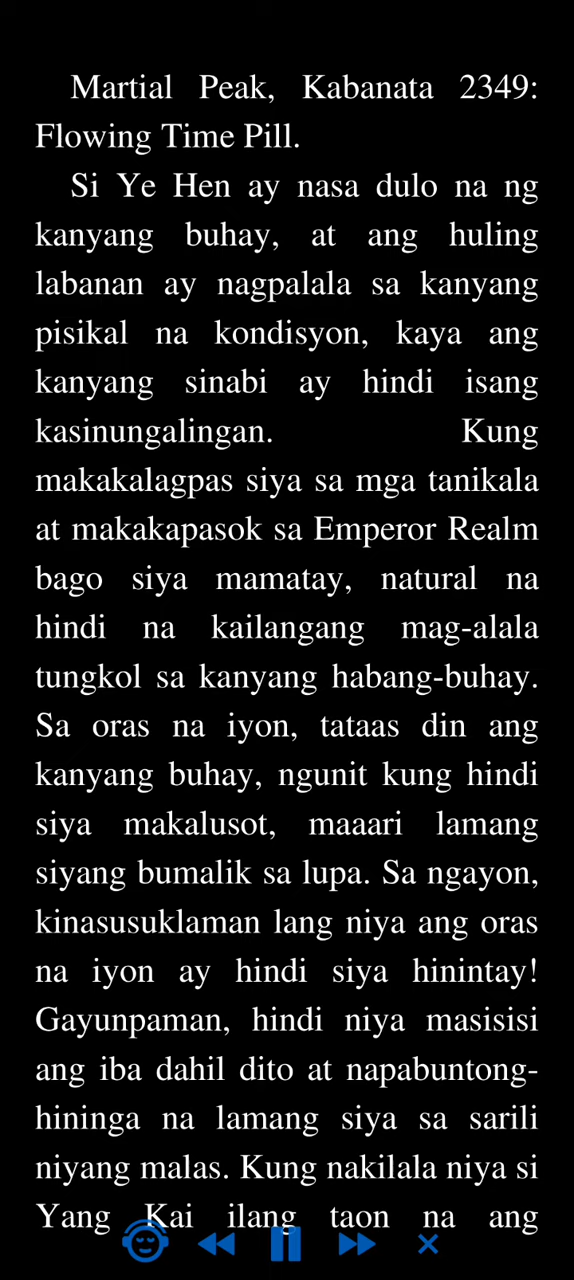 Martial Peak, Kabanata 2349:
Flowing Time Pill.
Si Ye Hen ay nasa dulo na ng
kanyang buhay, at ang huling
labanan ay nagpalala sa kanyang
pisikal na kondisyon, kaya ang
kanyang sinabi ay hindi isang
kasinungalingan. Kung
makakalagpas siya sa mga tanikala
at makakapasok sa Emperor Realm
bago siya mamatay, natural na
hindi na kailangang mag-alala
tungkol sa kanyang habang-buhay.
Sa oras na iyon, tataas din ang
kanyang buhay, ngunit kung hindi
siya makalusot, maaari lamang
siyang bumalik sa lupa. Sa ngayon,
kinasusuklaman lang niya ang oras
na iyon ay hindi siya hinintay!
Gayunpaman, hindi niya masisisi
ang iba dahil dito at napabuntong-
hininga na lamang siya sa sarili
niyang malas. Kung nakilala niya si
Yang Kai ilang taon na ang